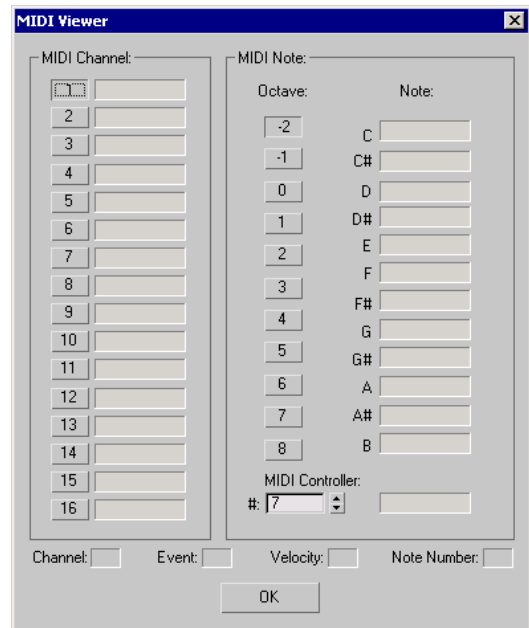 MIDI Viewer
MIDI Channel:
1
2
3
4
5
6
7
8
9
10
11
12
13
14
15
16
MIDI Note:
Octave: Note:
-2
-1
0
1
2
3
4
5
6
7
8
C
C#
D
D#
E
F
F#
G
G#
A
A#
B
MIDI Controller:
#: 7
Channel: Event: Velocity: Note Number:
OK